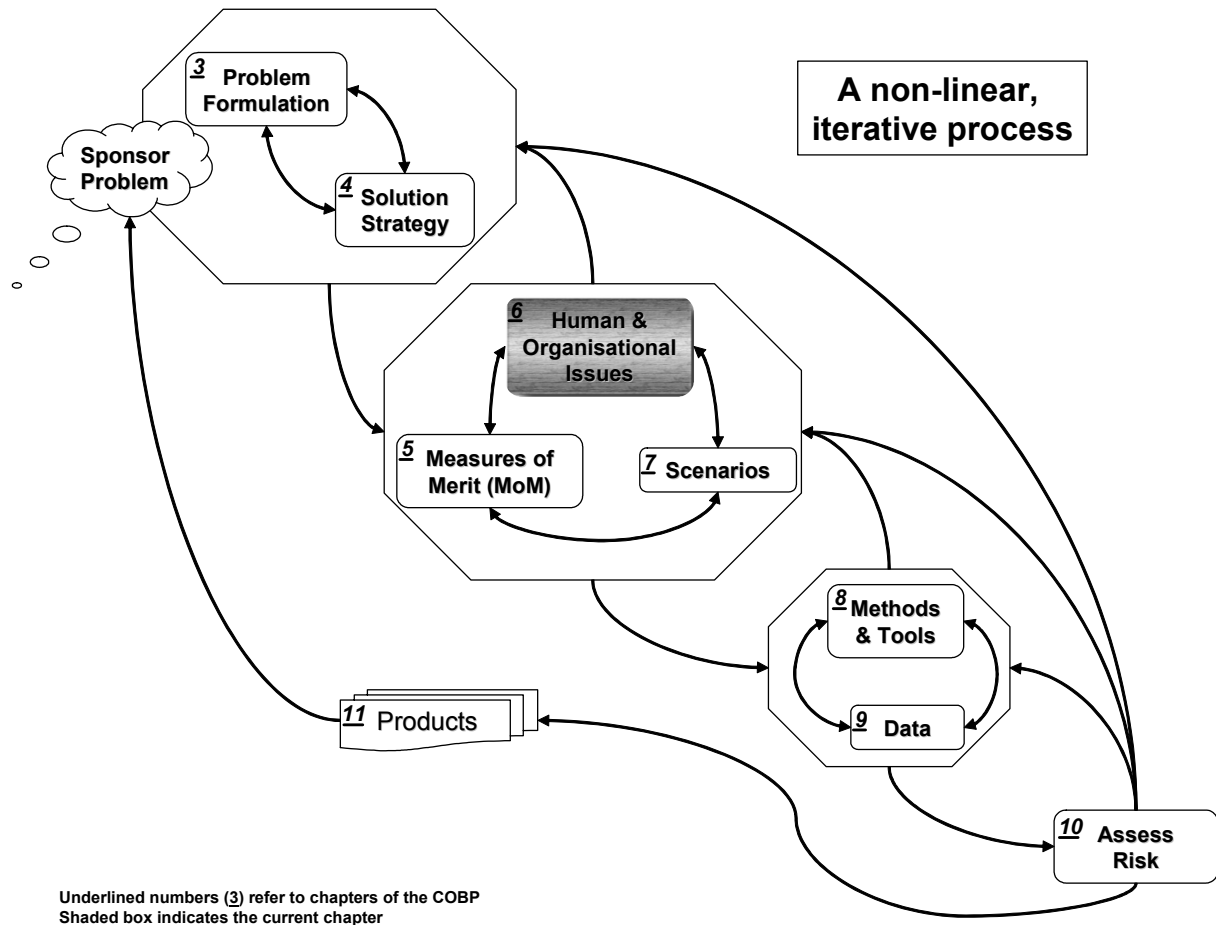 3
Problem
Formulation
A non-linear,
iterative process
Sponsor
Problem
4
Solution
Strategy
6
Human &
Organisational
Issues
5
Measures of
Merit (MoM)
7
Scenarios
8
Methods
& Tools
9
Data
11
Products
10
Assess
Risk
Underlined numbers (3) refer to chapters of the COBP
Shaded box indicates the current chapter